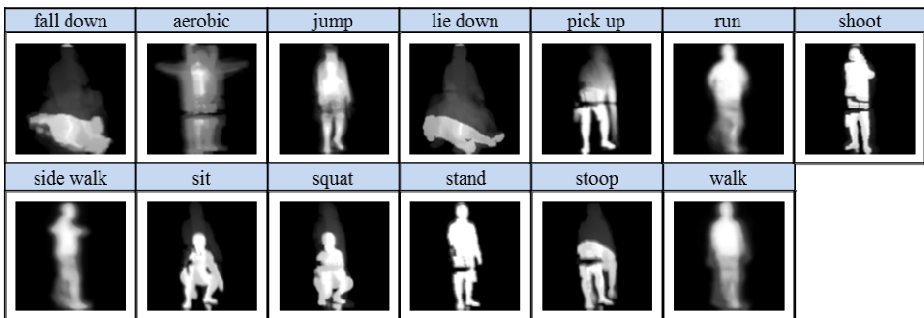 fall down aerobic jump lie down pick up run shoot
side walk sit squat stand stoop walk